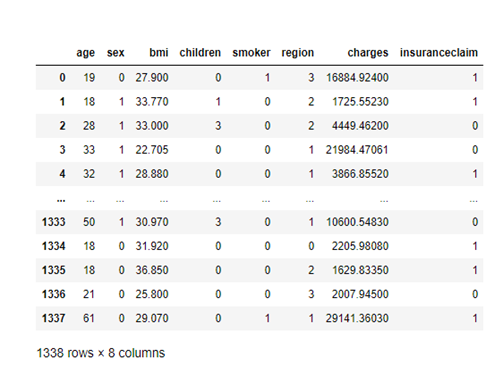 age sex bmi children smoker region charges insuranceclaim
0 19 0 27.900 0 1 3 16884.92400 1
1 18 1 33.770 1 0 2 1725.55230 1
2 28 1 33.000 3 0 2 4449.46200 0
3 33 1 22.705 0 0 1 21984.47061 0
4 32 1 28.880 0 0 1 3866.85520 1
... ... ... ... ... ... ... ... ...
1333 50 1 30.970 3 0 1 10600.54830 0
1334 18 0 31.920 0 0 0 2205.98080 1
1335 18 0 36.850 0 0 2 1629.83350 1
1336 21 0 25.800 0 0 3 2007.94500 0
1337 61 0 29.070 0 1 1 29141.36030 1
1338 rows × 8 columns